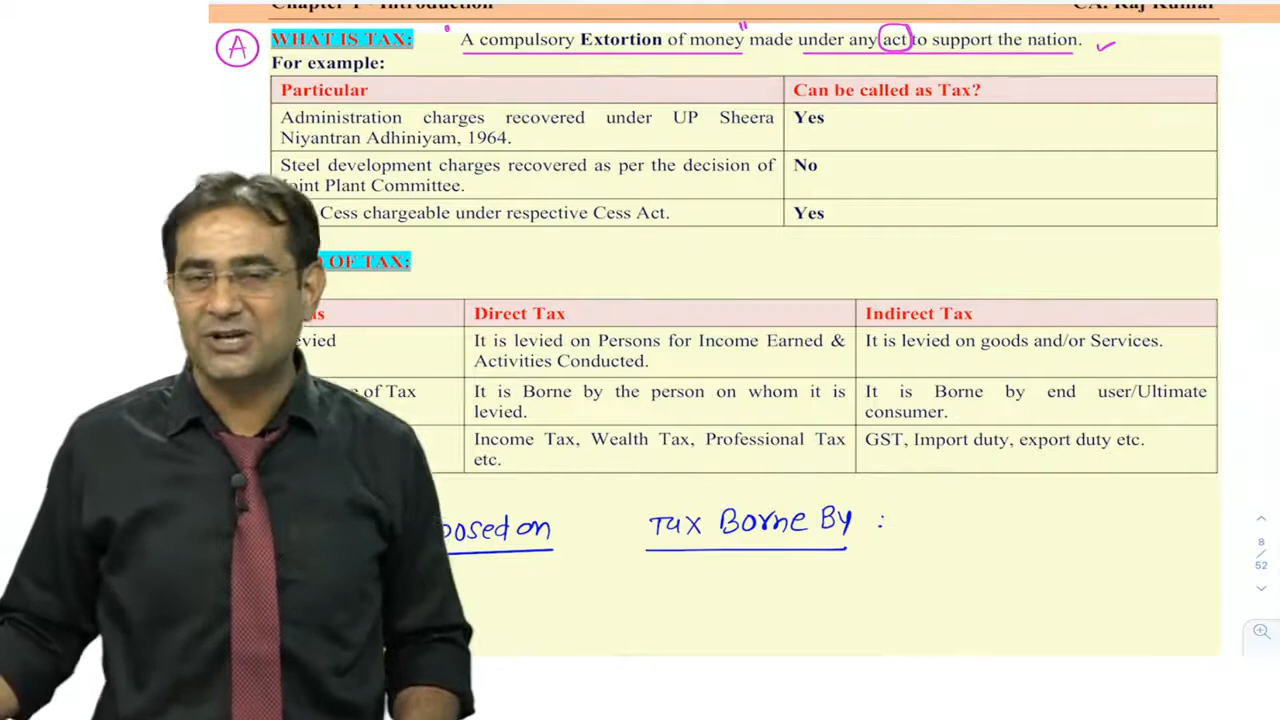 Chapter 1 - Introduction CA. Raj Kumar
A WHAT IS TAX: " A compulsory Extortion of money" made under any act to support the nation.
For example:
Particular Can be called as Tax?
Administration charges recovered under UP Sheera Yes
Niyantran Adhiniyam, 1964.
Steel development charges recovered as per the decision of No
Joint Plant Committee.
Cess chargeable under respective Cess Act. Yes
OF TAX:
Direct Tax Indirect Tax
It is levied on Persons for Income Earned & It is levied on goods and/or Services.
Activities Conducted.
of Tax It is Borne by the person on whom it is It is Borne by end user/Ultimate
levied. consumer.
Income Tax, Wealth Tax, Professional Tax GST, Import duty, export duty etc.
etc.
posed on Tax Borne By :
8
/
52